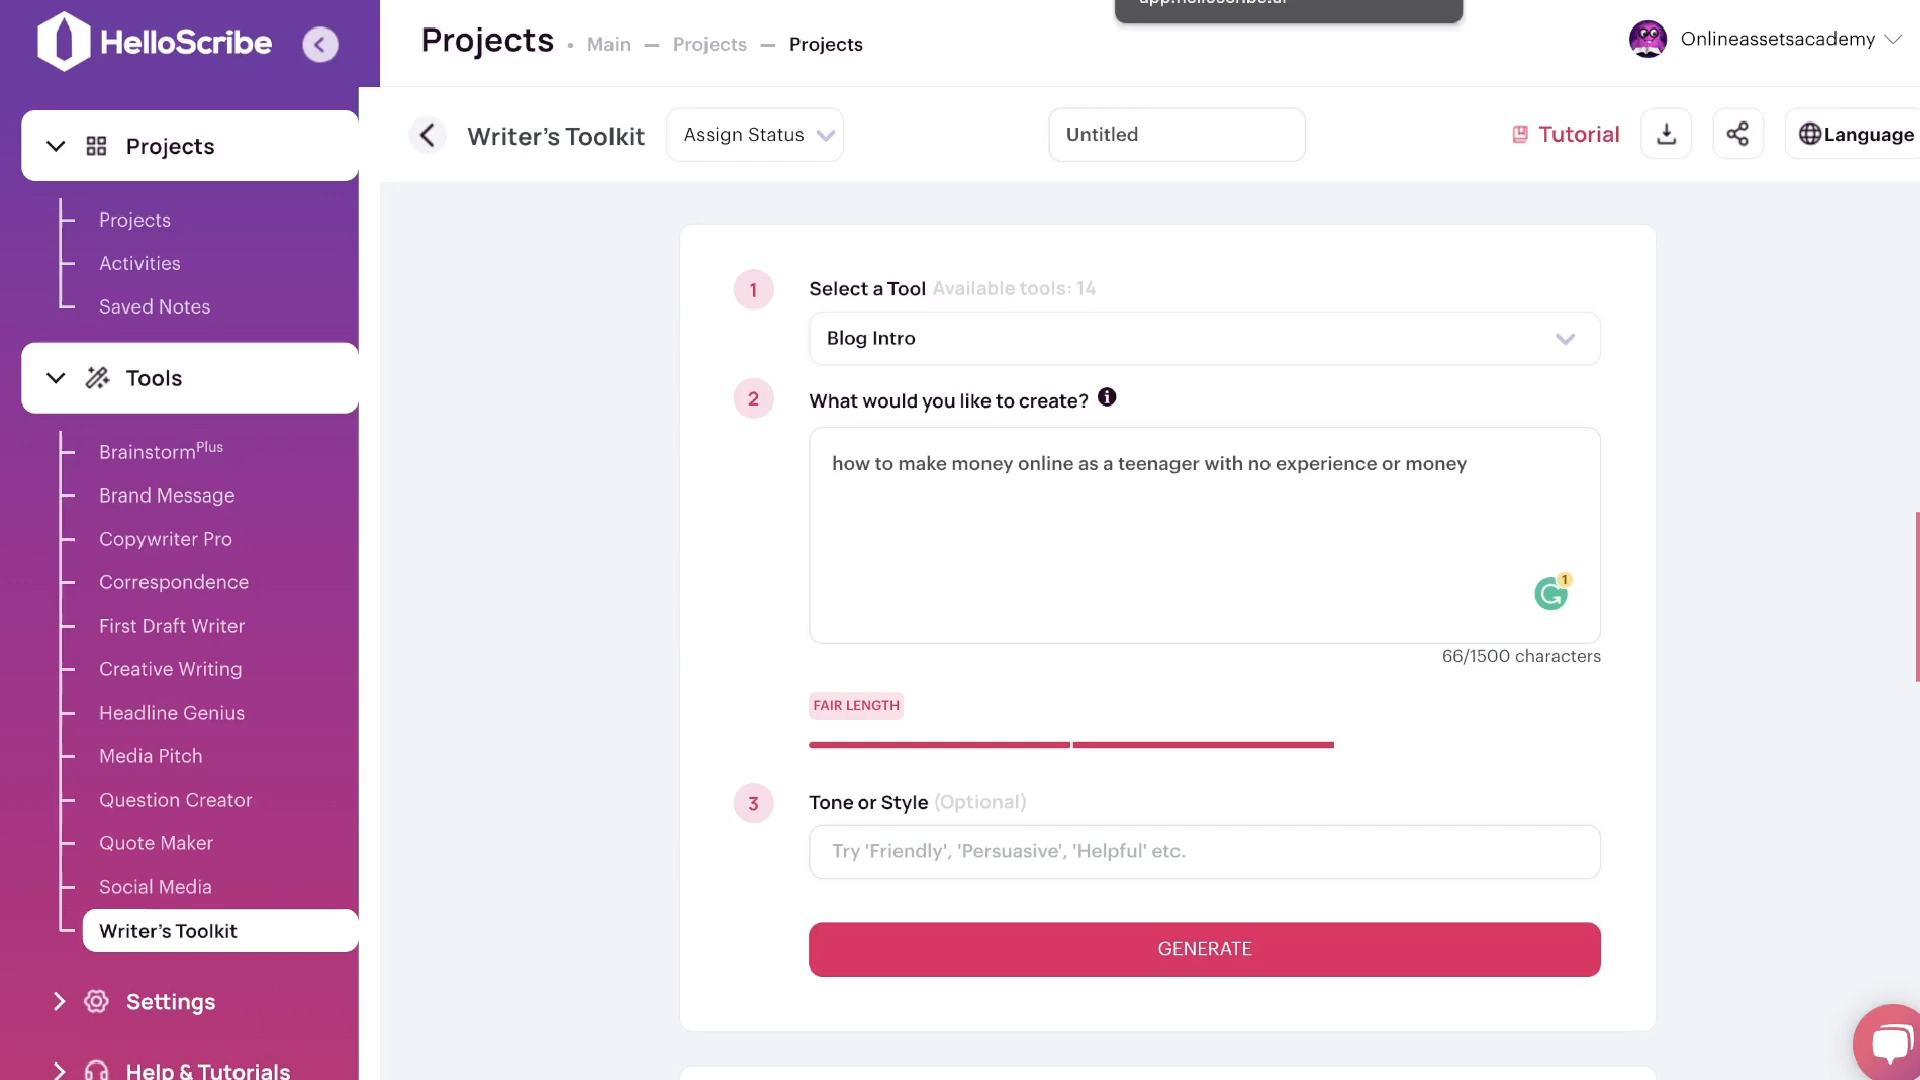 HelloScribe
Projects • Main — Projects — Projects
Onlineassetsacademy
Projects
Projects
Activities
Saved Notes
Tools
BrainstormPlus
Brand Message
Copywriter Pro
Correspondence
First Draft Writer
Creative Writing
Headline Genius
Media Pitch
Question Creator
Quote Maker
Social Media
Writer's Toolkit
Settings
Help & Tutorials
Writer's Toolkit
Assign Status
Untitled
Tutorial
Language
1
Select a Tool Available tools: 14
Blog Intro
2
What would you like to create?
how to make money online as a teenager with no experience or money
1
66/1500 characters
FAIR LENGTH
3
Tone or Style (Optional)
Try 'Friendly', 'Persuasive', 'Helpful' etc.
GENERATE